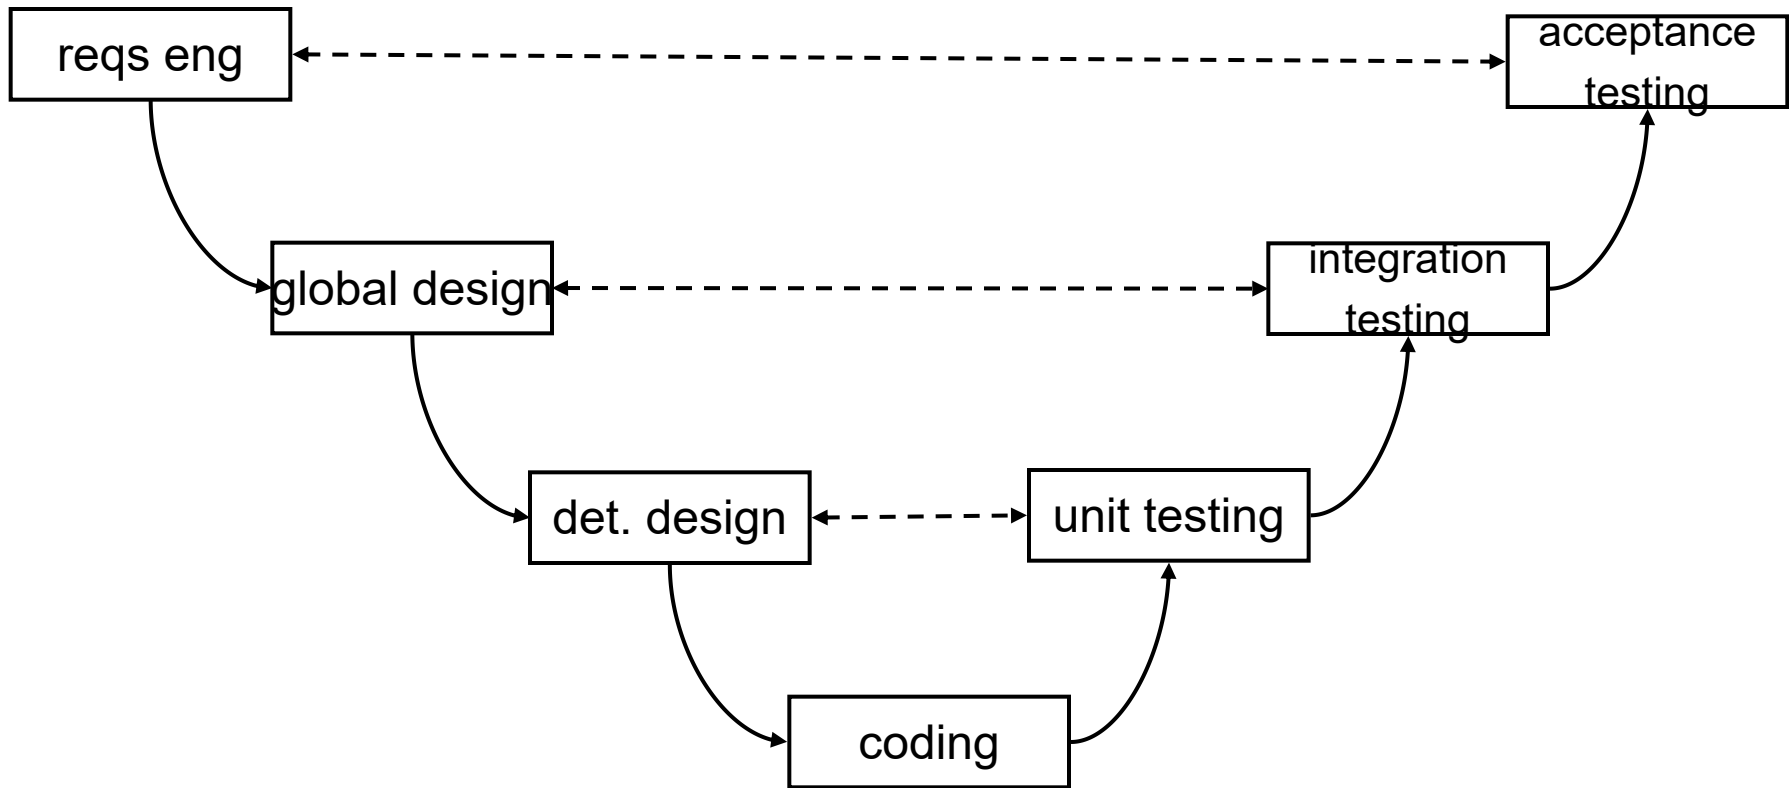 reqs eng
acceptance
testing
global design
integration
testing
det. design
unit testing
coding